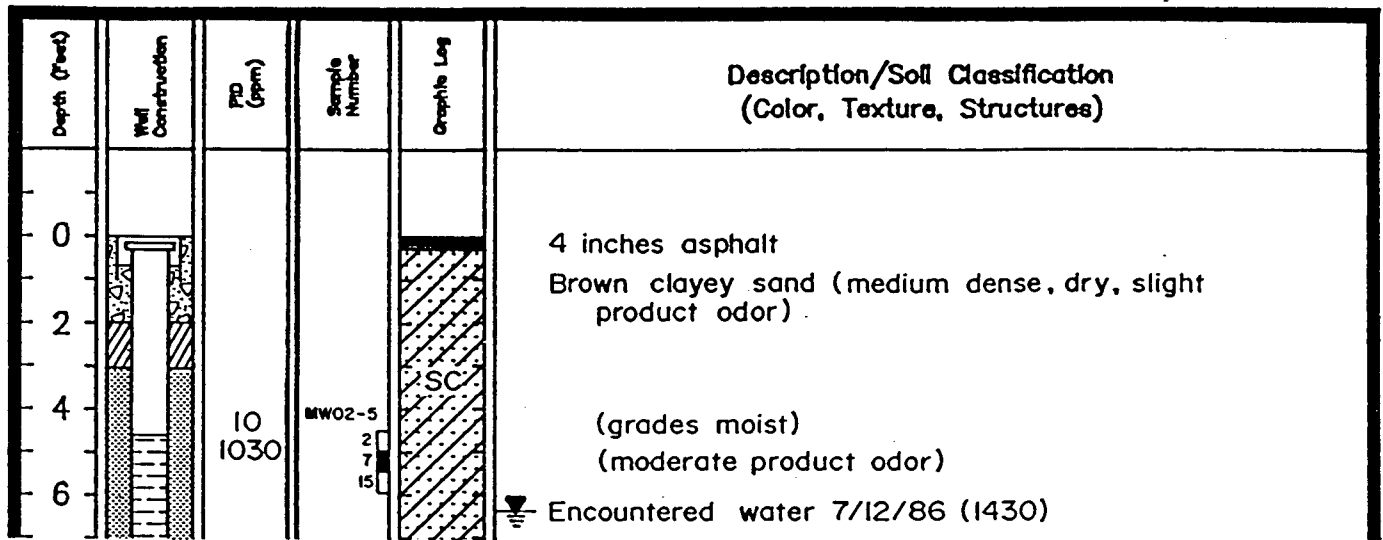 Depth (Feet)
Well Construction
PID (ppm)
Sample Number
Graphic Log
Description/Soil Classification
(Color, Texture, Structures)
0
4 inches asphalt
Brown clayey sand (medium dense, dry, slight
product odor)
2
SC
4
MW02-5
10
(grades moist)
2
1030
7
(moderate product odor)
15
6
Encountered water 7/12/86 (1430)